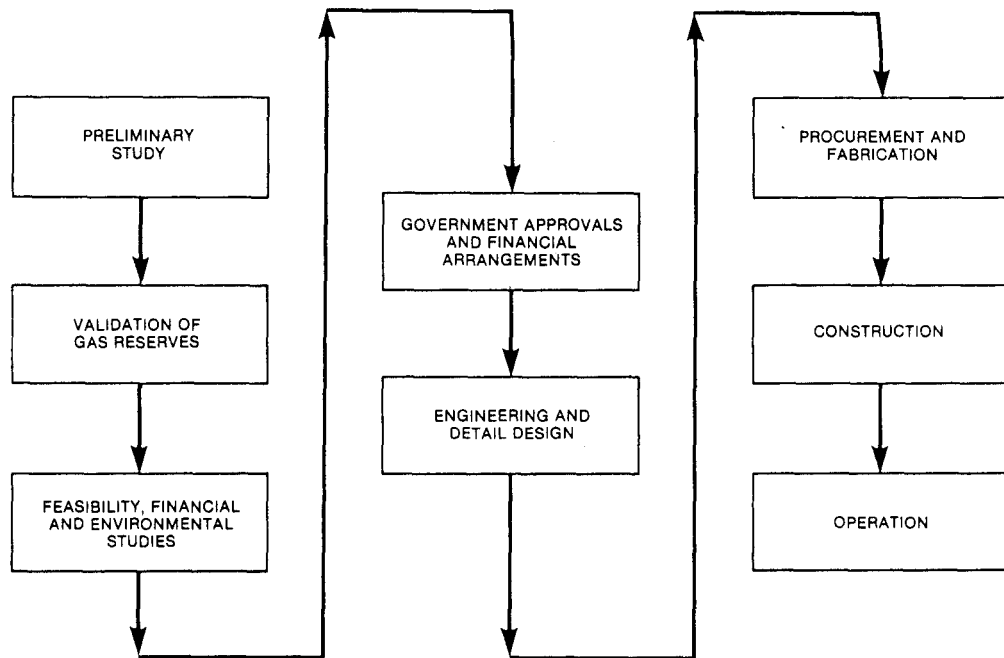 PRELIMINARY
STUDY
VALIDATION OF
GAS RESERVES
FEASIBILITY, FINANCIAL
AND ENVIRONMENTAL
STUDIES
GOVERNMENT APPROVALS
AND FINANCIAL
ARRANGEMENTS
ENGINEERING AND
DETAIL DESIGN
PROCUREMENT AND
FABRICATION
CONSTRUCTION
OPERATION